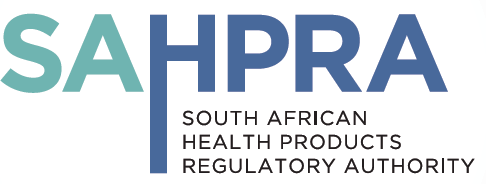 SAHPRA
SOUTH AFRICAN
HEALTH PRODUCTS
REGULATORY AUTHORITY